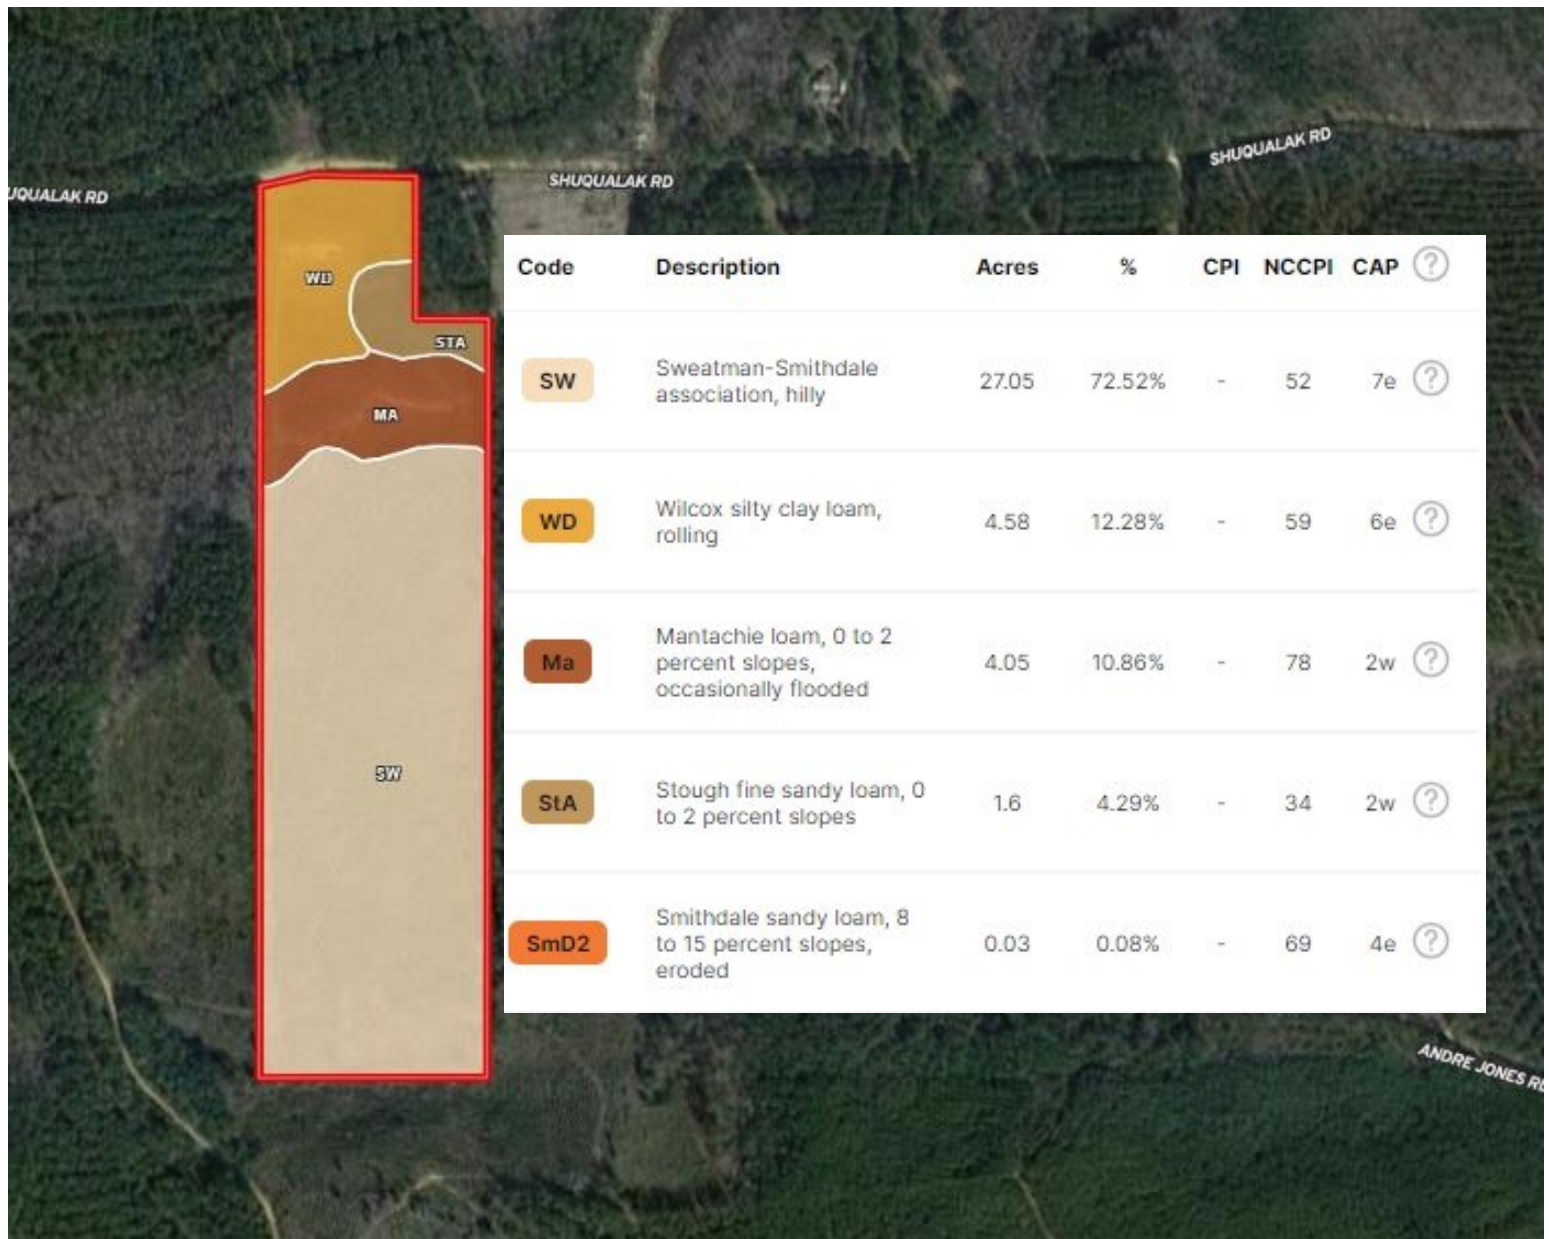 SHUQUALAK RD
UQUALAK RD
SHUQUALAK RD
WD
STA
MA
SW
Code Description Acres % CPI NCCPI CAP ?
SW Sweatman-Smithdale association, hilly 27.05 72.52% - 52 7e ?
WD Wilcox silty clay loam, rolling 4.58 12.28% - 59 6e ?
Ma Mantachie loam, 0 to 2 percent slopes, occasionally flooded 4.05 10.86% - 78 2w ?
StA Stough fine sandy loam, 0 to 2 percent slopes 1.6 4.29% - 34 2w ?
SmD2 Smithdale sandy loam, 8 to 15 percent slopes, eroded 0.03 0.08% - 69 4e ?
ANDRE JONES RD